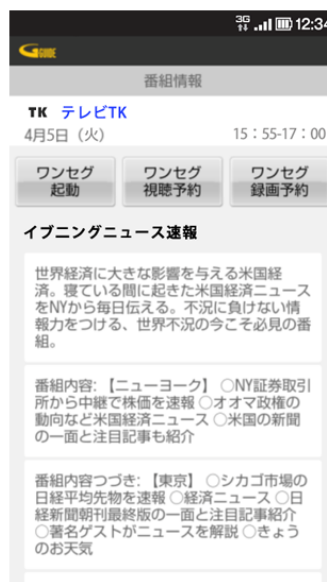 3G 12:34
GGUIDE
番組情報
TK テレビTK
4月5日（火） 15：55-17：00
ワンセグ起動 ワンセグ視聴予約 ワンセグ録画予約
イブニングニュース速報
世界経済に大きな影響を与える米国経
済。寝ている間に起きた米国経済ニュース
をNYから毎日伝える。不況に負けない情
報力をつける、世界不況の今こそ必見の番
組。
番組内容:【ニューヨーク】 ○NY証券取引
所から中継で株価を速報 ○オオマ政権の
動向など米国経済ニュース ○米国の新聞
の一面と注目記事も紹介
番組内容つづき:【東京】 ○シカゴ市場の
日経平均先物を速報 ○経済ニュース ○日
経新聞朝刊最終版の一面と注目記事紹介
○著名ゲストがニュースを解説 ○きょう
のお天気